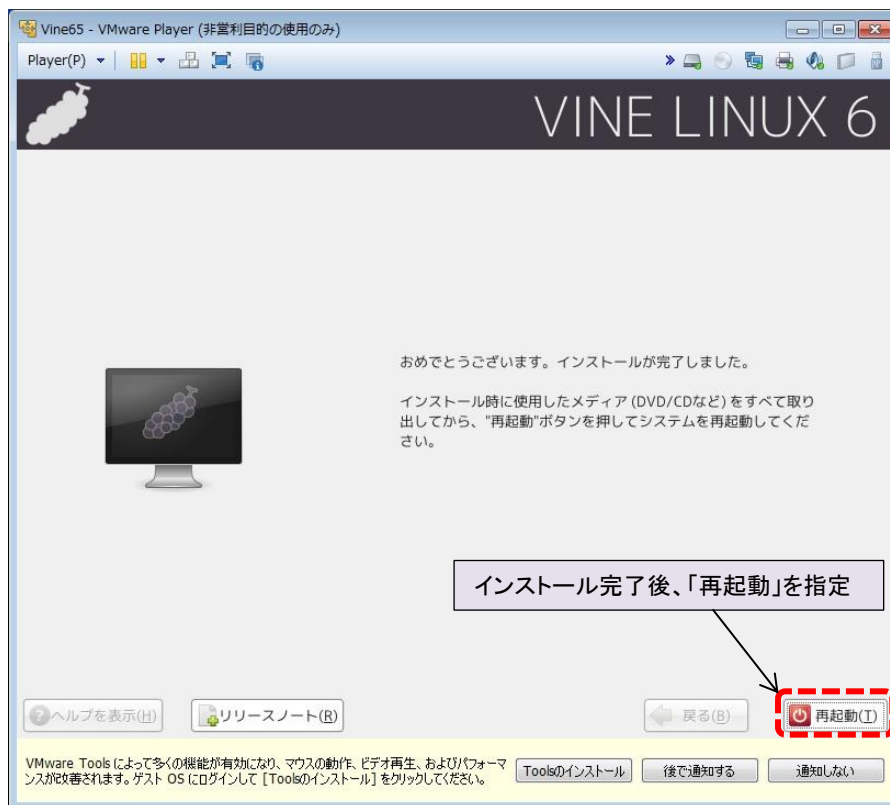 Vine65 - VMware Player (非営利目的の使用のみ)
Player(P)
VINE LINUX 6
おめでとうございます。インストールが完了しました。
インストール時に使用したメディア (DVD/CDなど) をすべて取り
出してから、"再起動"ボタンを押してシステムを再起動してくだ
さい。
インストール完了後、「再起動」を指定
ヘルプを表示(H)
リリースノート(R)
戻る(B)
再起動(T)
VMware Tools によって多くの機能が有効になり、マウスの動作、ビデオ再生、およびパフォーマ
ンスが改善されます。ゲスト OS にログインして [Toolsのインストール] をクリックしてください。
Toolsのインストール
後で通知する
通知しない